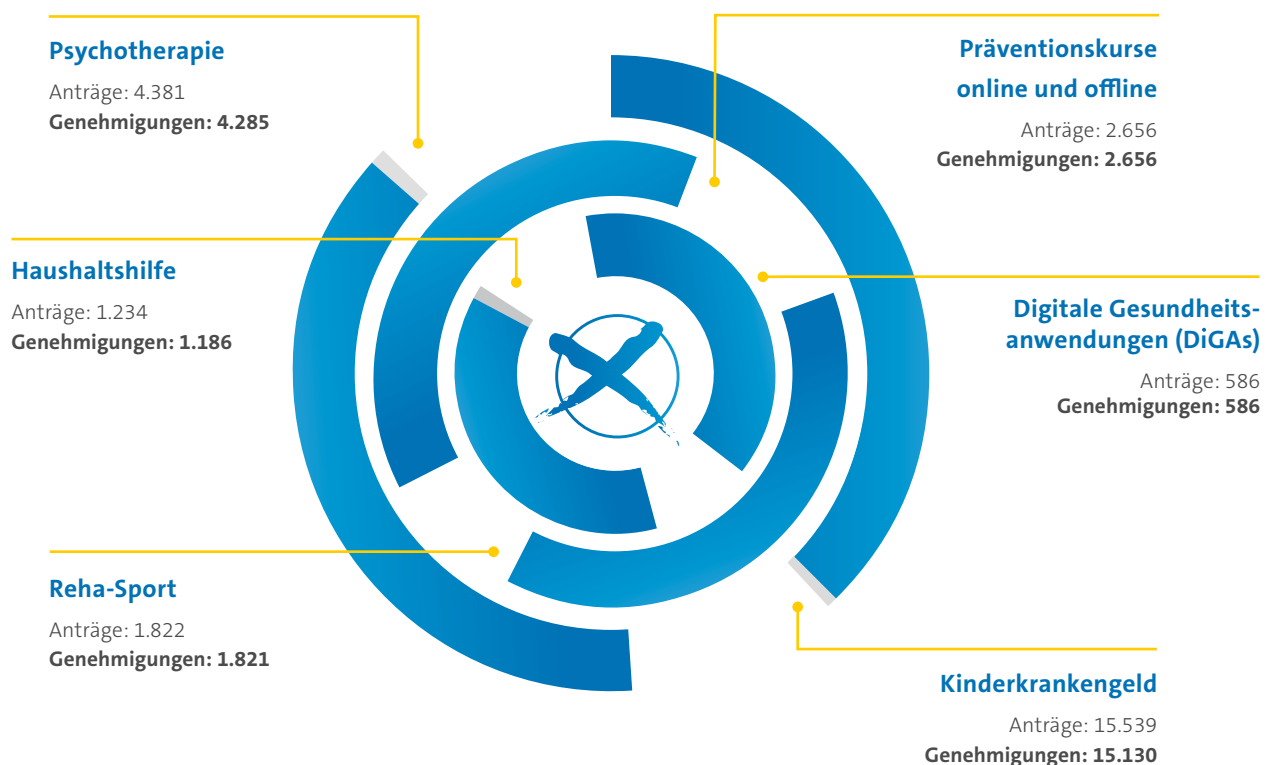 Psychotherapie
Anträge: 4.381
Genehmigungen: 4.285
Präventionskurse
online und offline
Anträge: 2.656
Genehmigungen: 2.656
Haushaltshilfe
Anträge: 1.234
Genehmigungen: 1.186
Digitale Gesundheits-
anwendungen (DiGAs)
Anträge: 586
Genehmigungen: 586
Reha-Sport
Anträge: 1.822
Genehmigungen: 1.821
Kinderkrankengeld
Anträge: 15.539
Genehmigungen: 15.130